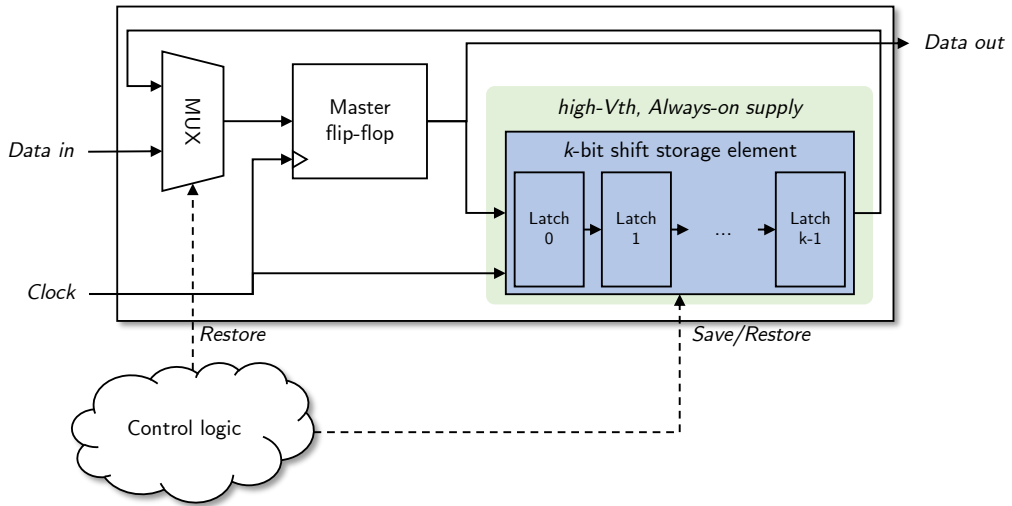 Data out
high-Vth, Always-on supply
MUX
Master
flip-flop
k-bit shift storage element
Data in
Latch
0
Latch
1
...
Latch
k-1
Clock
Restore
Save/Restore
Control logic